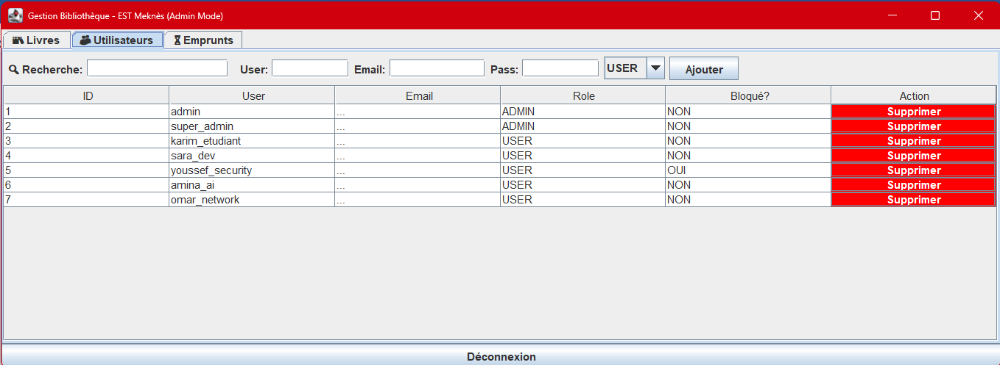 Gestion Bibliothèque - EST Meknès (Admin Mode)
Livres Utilisateurs Emprunts
Recherche: User: Email: Pass: USER Ajouter
ID User Email Role Bloqué? Action
1 admin ... ADMIN NON Supprimer
2 super_admin ... ADMIN NON Supprimer
3 karim_etudiant ... USER NON Supprimer
4 sara_dev ... USER NON Supprimer
5 youssef_security ... USER OUI Supprimer
6 amina_ai ... USER NON Supprimer
7 omar_network ... USER NON Supprimer
Déconnexion